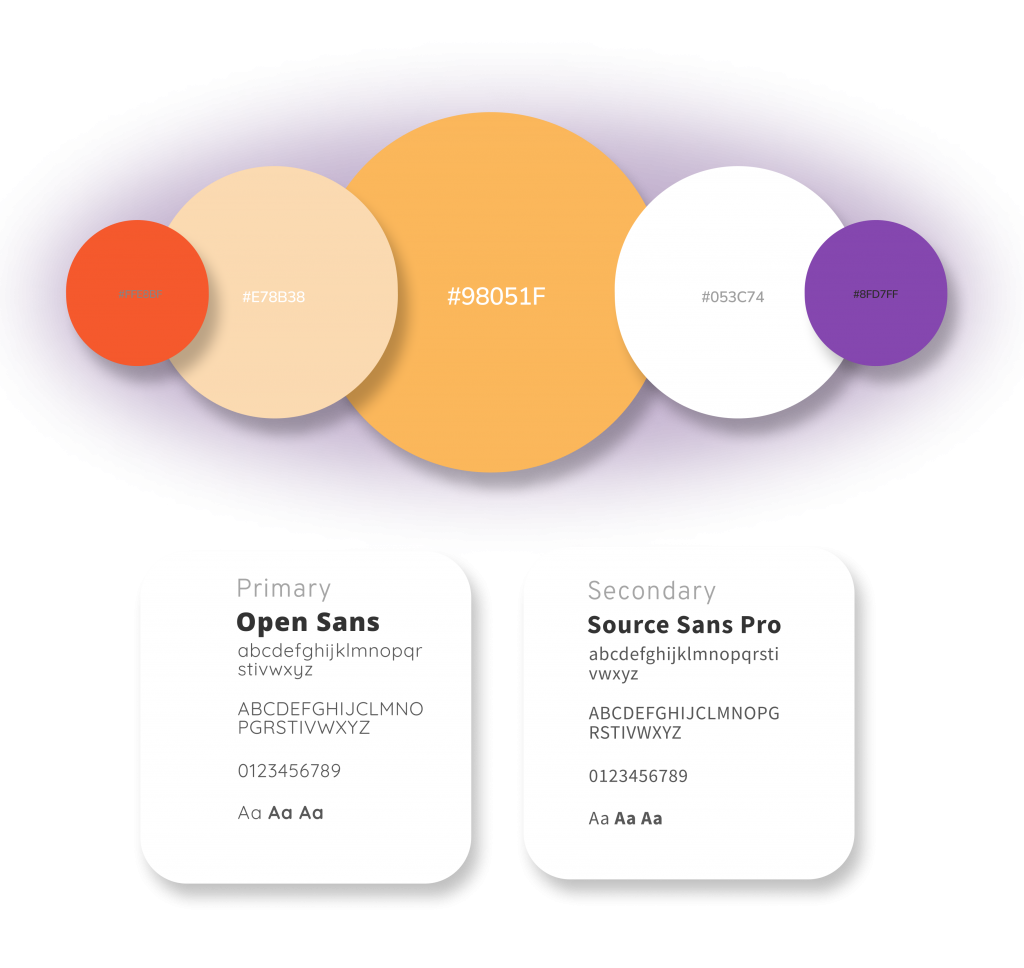 #E78B38
#98051F
#053C74
#8FD7FF
Primary
Open Sans
abcdefghijklmnopqr
stivwxyz
ABCDEFGHIJCLMNO
PGRSTIVWXYZ
0123456789
Aa Aa Aa
Secondary
Source Sans Pro
abcdefghijklmnopqrsti
vwxyz
ABCDEFGHIJCLMNOPG
RSTIVWXYZ
0123456789
Aa Aa Aa